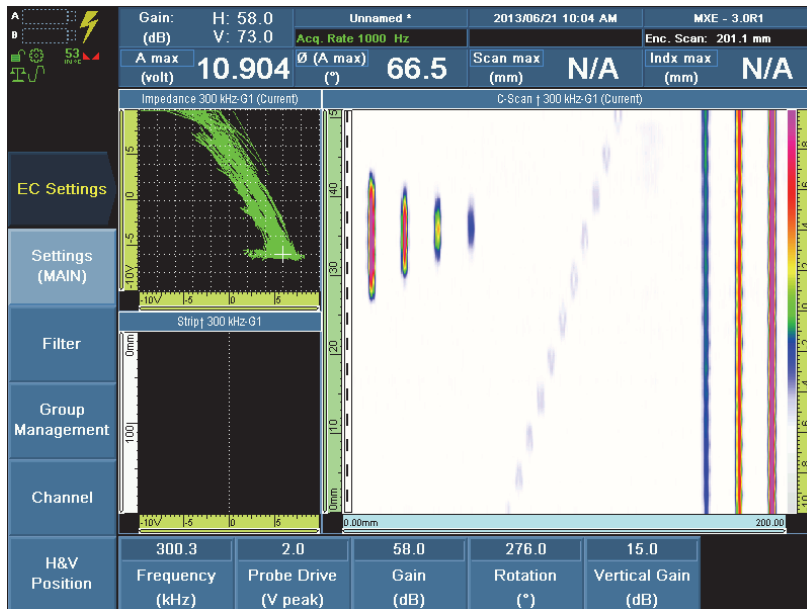 A
B
53
IN °C
Gain: H: 58.0
(dB) V: 73.0
Unnamed *
Acq. Rate 1000 Hz
2013/06/21 10:04 AM
MXE - 3.0R1
Enc. Scan: 201.1 mm
A max
(volt)
10.904
Ø (A max)
(°)
66.5
Scan max
(mm)
N/A
Indx max
(mm)
N/A
Impedance 300 kHz-G1 (Current)
C-Scan † 300 kHz-G1 (Current)
EC Settings
Settings
(MAIN)
Filter
Group
Management
Channel
H&V
Position
5
0
-5
-10V
-10V -5 0 5
Strip† 300 kHz-G1
0mm
100
-10V -5 0 5
40
30
20
10
0mm
0.00mm 200.00
300.3
Frequency
(kHz)
2.0
Probe Drive
(V peak)
58.0
Gain
(dB)
276.0
Rotation
(°)
15.0
Vertical Gain
(dB)